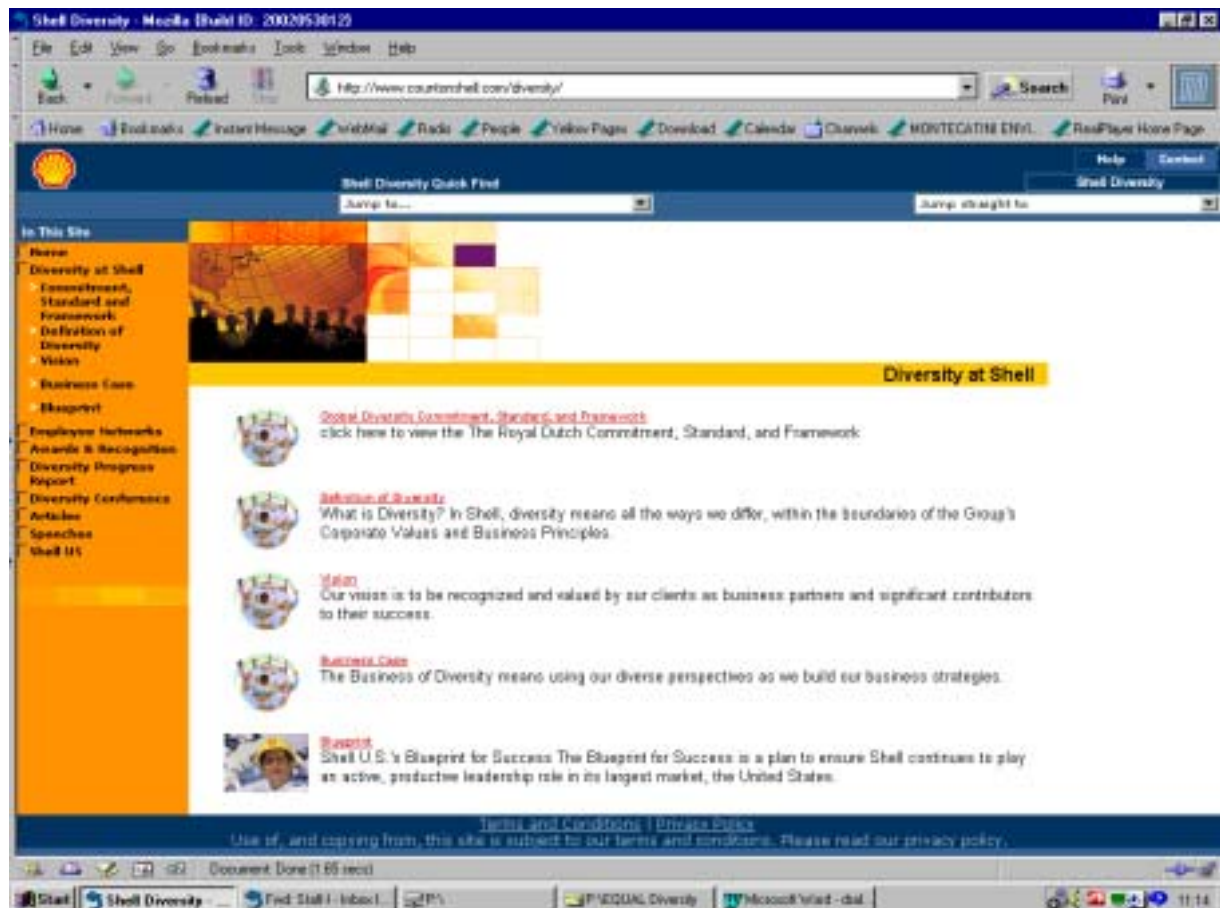 Shell Diversity - Mozilla {Build ID: 2002053012}
File Edit View Go Bookmarks Tools Window Help
Back Forward Reload Stop http://www.countonshell.com/diversity/ Search Print
Home Bookmarks Instant Message WebMail Radio People Yellow Pages Download Calendar Channels MONTECATINI ENVI... RealPlayer Home Page
Help Contact
Shell Diversity Quick Find Shell Diversity
Jump to... Jump straight to
In This Site
Home
Diversity at Shell
Commitment,
Standard and
Framework
Definition of
Diversity
Vision
Business Case
Blueprint
Employee Networks
Awards & Recognition
Diversity Progress
Report
Diversity Conference
Articles
Speeches
Shell US
Diversity at Shell
Global Diversity Commitment, Standard, and Framework
click here to view the The Royal Dutch Commitment, Standard, and Framework
Definition of Diversity
What is Diversity? In Shell, diversity means all the ways we differ, within the boundaries of the Group's
Corporate Values and Business Principles.
Vision
Our vision is to be recognized and valued by our clients as business partners and significant contributors
to their success.
Business Case
The Business of Diversity means using our diverse perspectives as we build our business strategies.
Blueprint
Shell U.S.'s Blueprint for Success The Blueprint for Success is a plan to ensure Shell continues to play
an active, productive leadership role in its largest market, the United States.
Terms and Conditions | Privacy Policy
Use of, and copying from, this site is subject to our terms and conditions. Please read our privacy policy.
Document: Done (1.65 secs)
Start Shell Diversity - ... P:\ P:\EQUAL Diversity Microsoft Word - 11:14